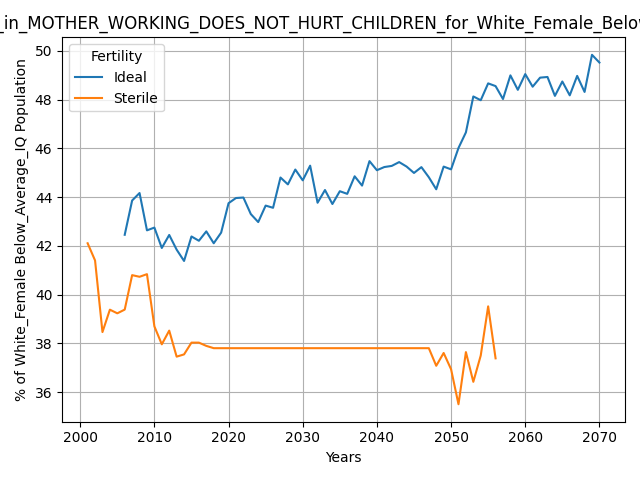 _in_MOTHER_WORKING_DOES_NOT_HURT_CHILDREN_for_White_Female_Below
Fertility
Ideal
Sterile
% of White_Female Below_Average_IQ Population
50
48
46
44
42
40
38
36
2000 2010 2020 2030 2040 2050 2060 2070
Years